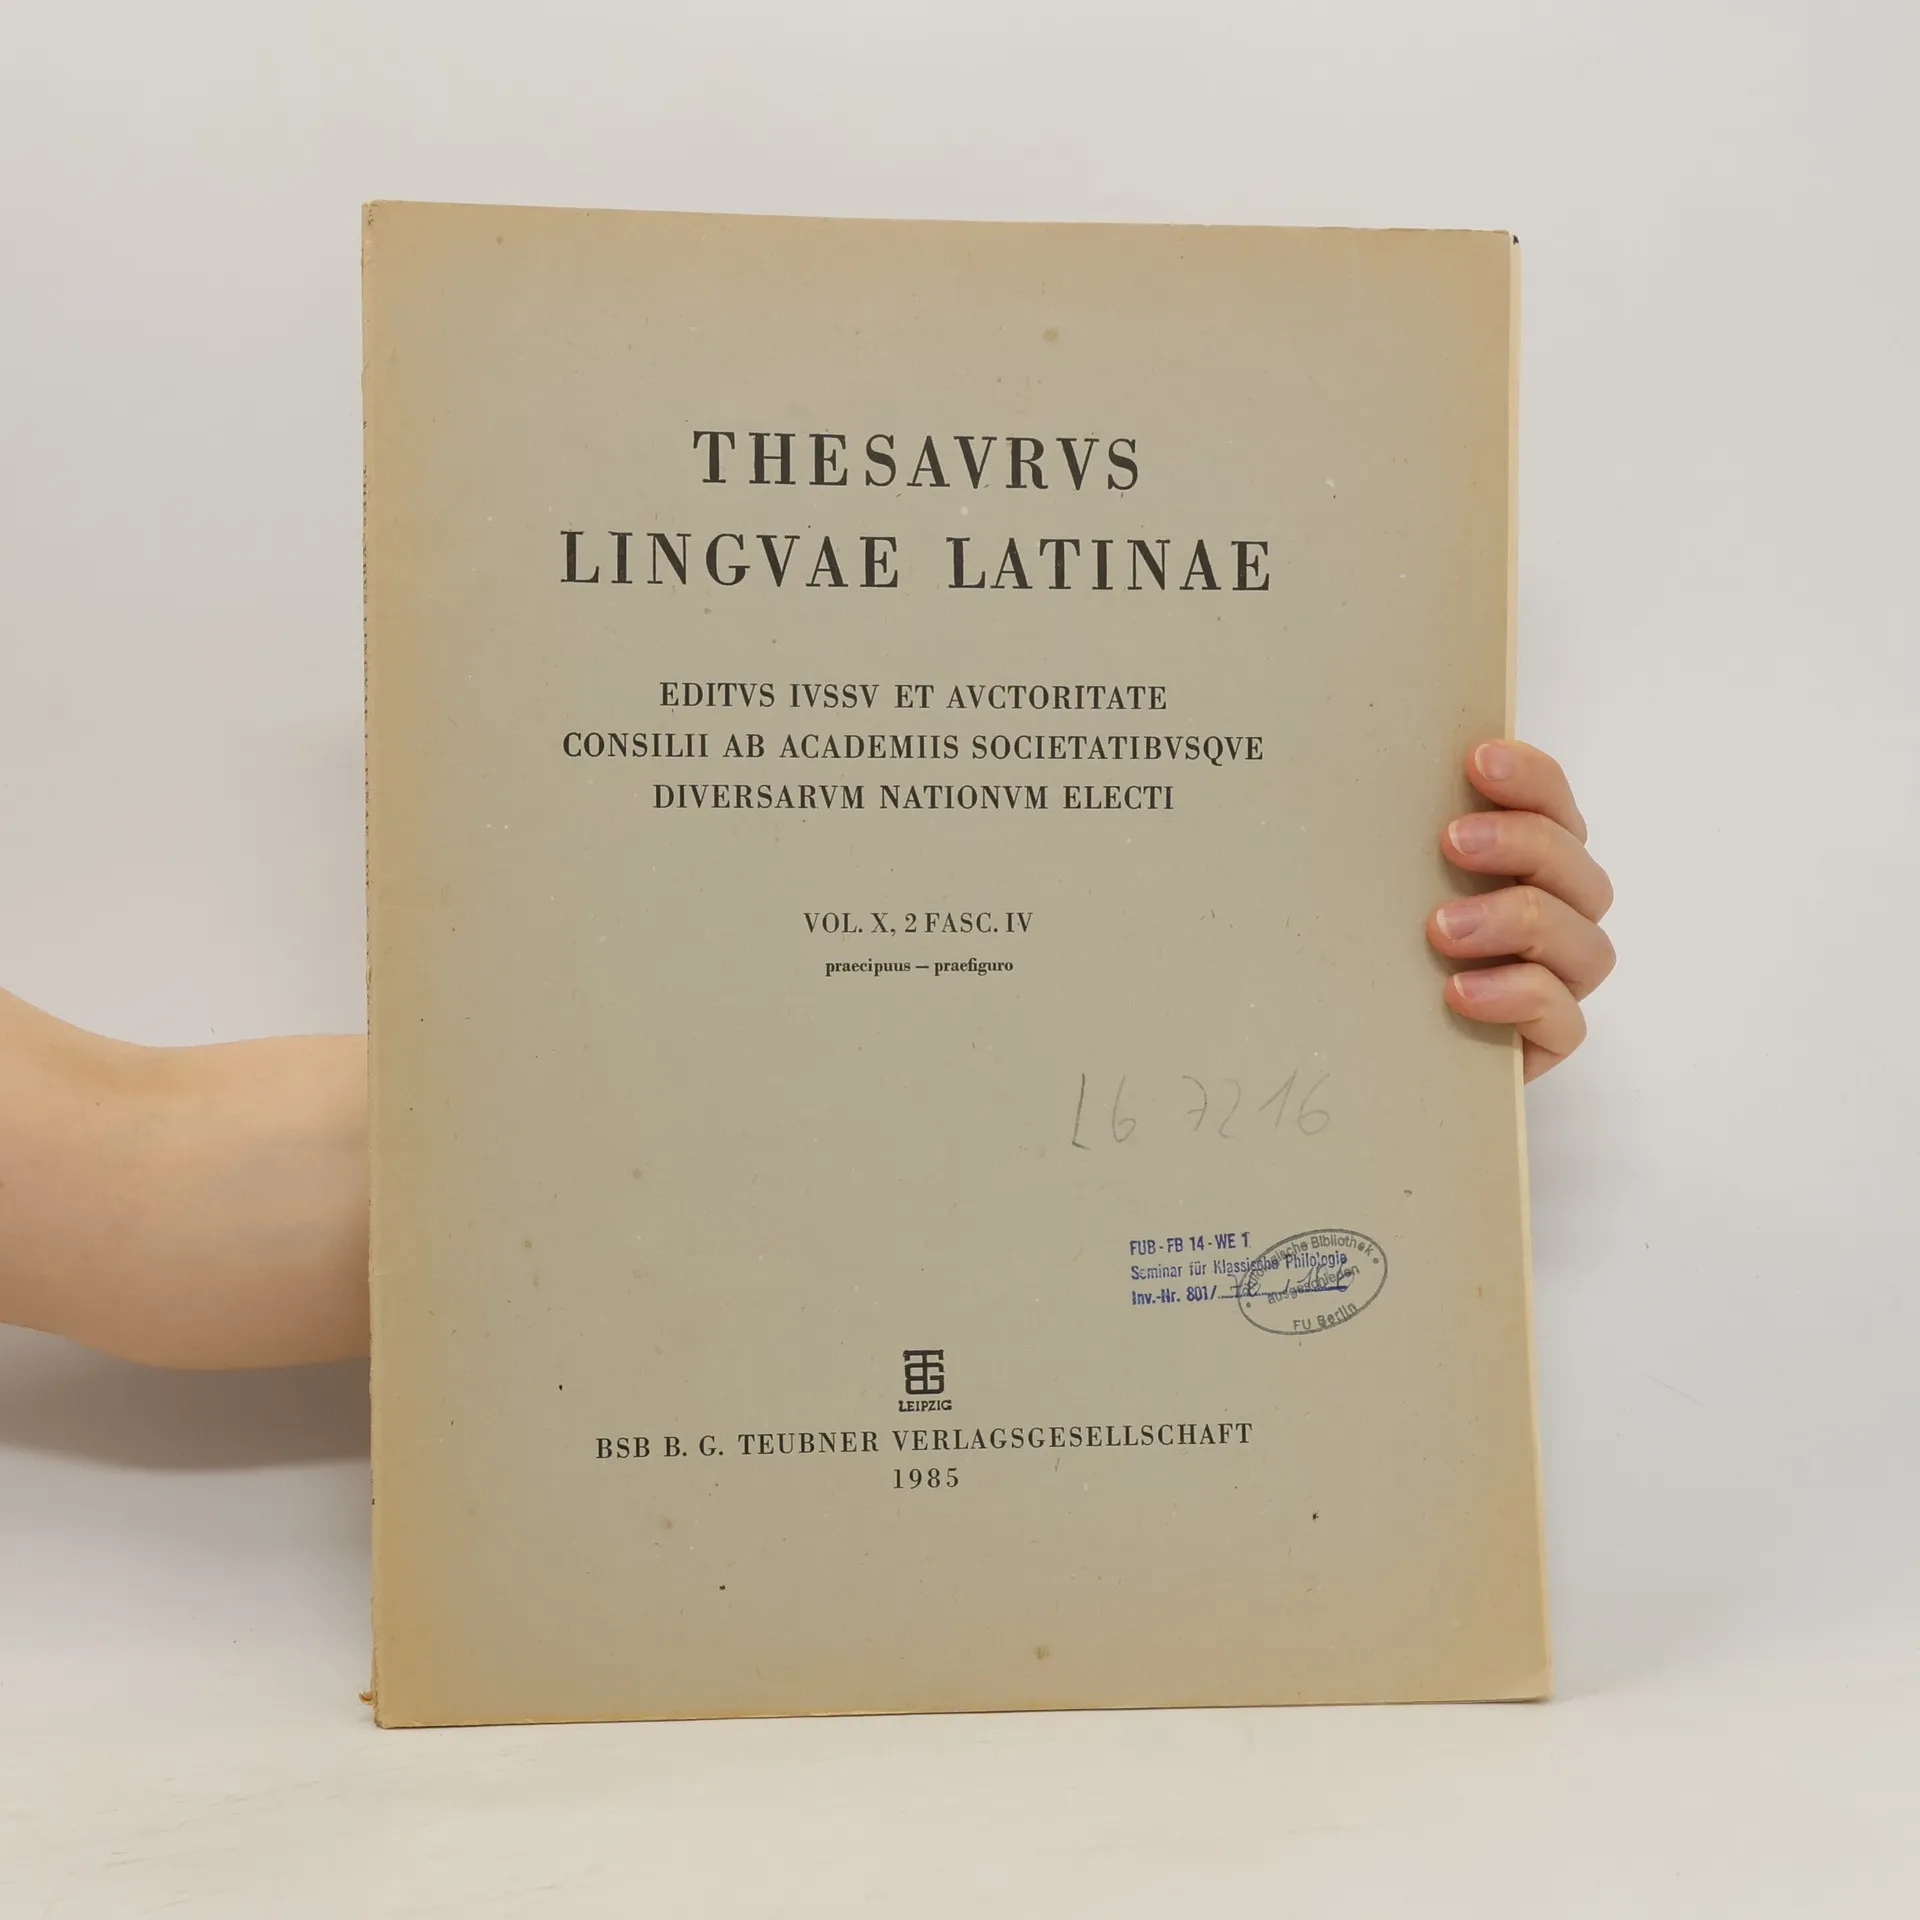 THESAVRVS
LINGVAE LATINAE
EDITVS IVSSV ET AVCTORITATE
CONSILII AB ACADEMIIS SOCIETATIBVSQVE
DIVERSARVM NATIONVM ELECTI
VOL. X, 2 FASC. IV
praecipuus — praefiguro
L6 7216
FUB - FB 14 - WE 1
Seminar für Klassische Philologie
Inv.-Nr. 801/
Bibliothek
ausgeschieden
FU Berlin
LEIPZIG
BSB B. G. TEUBNER VERLAGSGESELLSCHAFT
1985